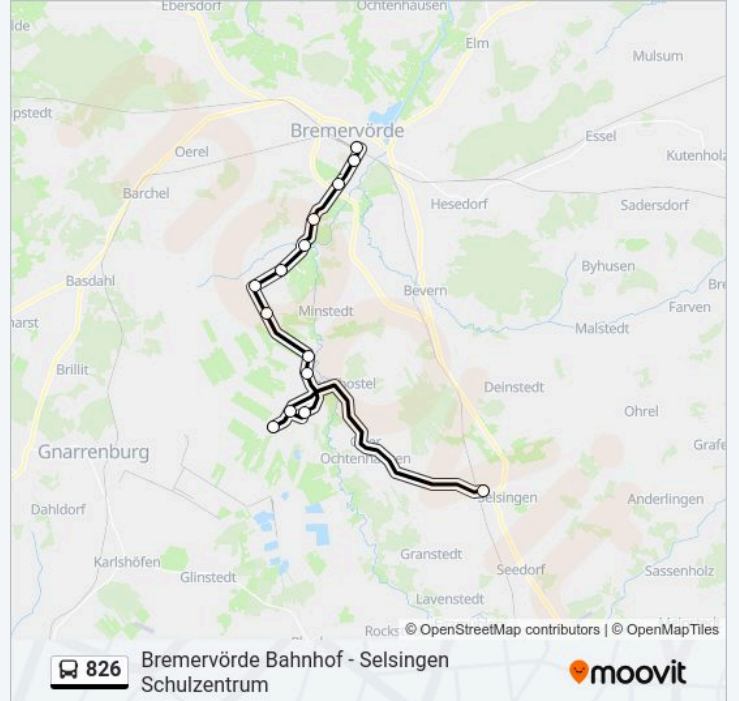 Ebersdorf
Ochtenhausen
Elm
Mulsum
Bremervörde
Essel
Oerel
Kutenholz
Barchel
Hesedorf
Sadersdorf
Byhusen
Basdahl
Bevern
Minstedt
Farven
Malstedt
Brillit
Deinstedt
Ohrel
Gnarrenburg
Ochtenhausen
Selsingen
Anderlingen
Dahldorf
Granstedt
Karlshöfen
Seedorf
Sassenholz
Glinstedt
Lavenstedt
Rocks
© OpenStreetMap contributors | © OpenMapTiles
826
Bremervörde Bahnhof - Selsingen
Schulzentrum
moovit